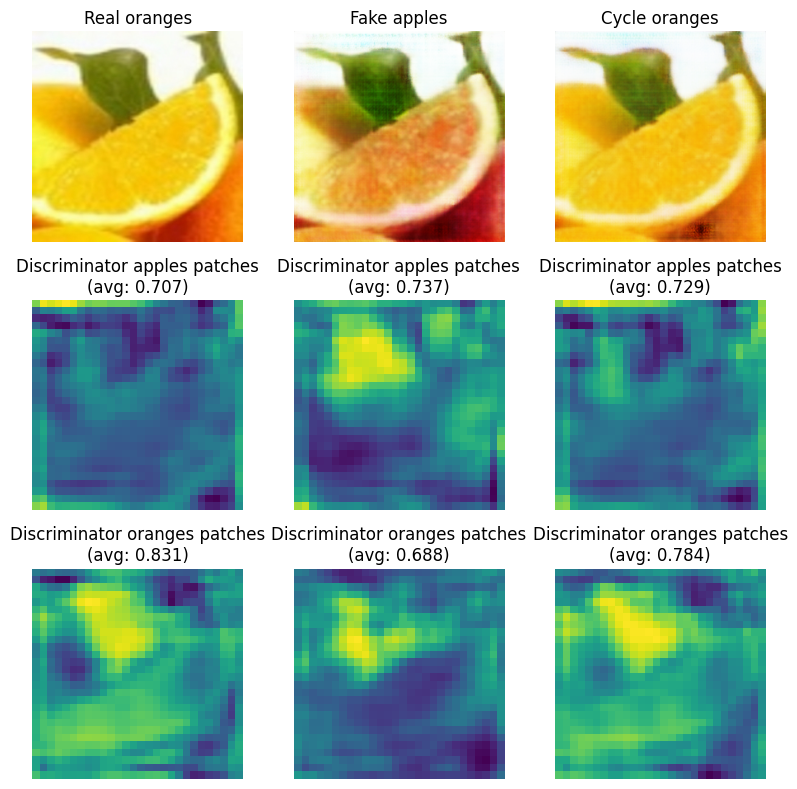 Real oranges
Fake apples
Cycle oranges
Discriminator apples patches
(avg: 0.707)
Discriminator apples patches
(avg: 0.737)
Discriminator apples patches
(avg: 0.729)
Discriminator oranges patches
(avg: 0.831)
Discriminator oranges patches
(avg: 0.688)
Discriminator oranges patches
(avg: 0.784)